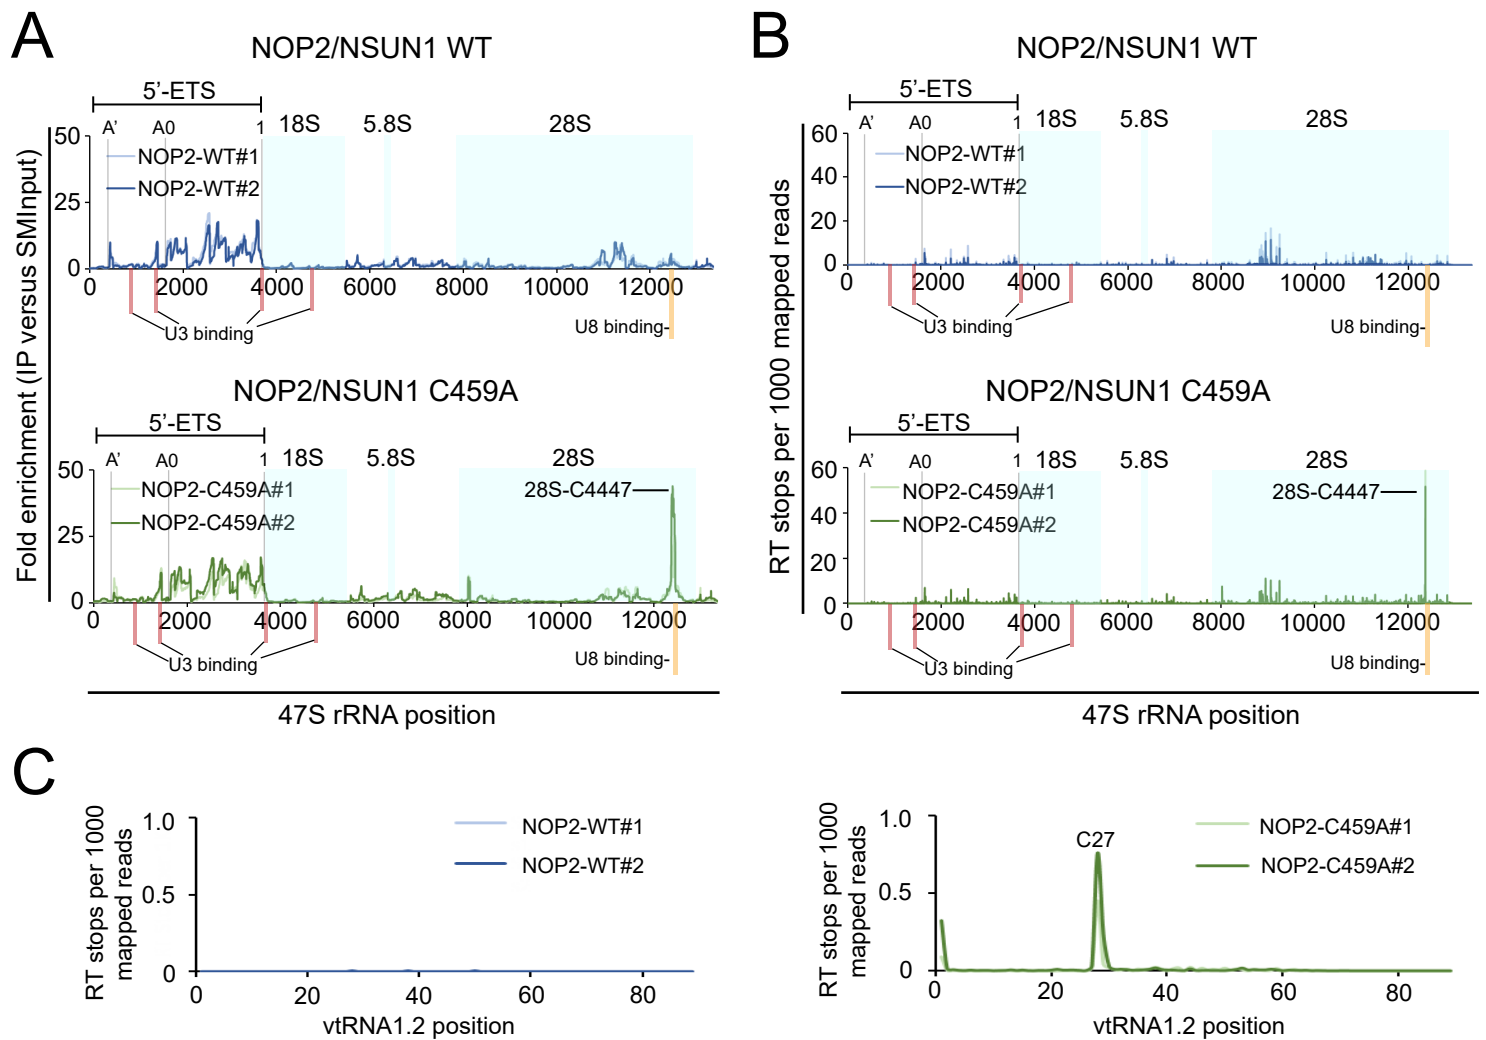 A
NOP2/NSUN1 WT
5'-ETS
A' A0 1 18S 5.8S 28S
50
25
0
NOP2-WT#1
NOP2-WT#2
0 2000 4000 6000 8000 10000 12000
U3 binding
U8 binding-
Fold enrichment (IP versus SMInput)
NOP2/NSUN1 C459A
5'-ETS
A' A0 1 18S 5.8S 28S
50
25
0
NOP2-C459A#1
NOP2-C459A#2
28S-C4447
0 2000 4000 6000 8000 10000 12000
U3 binding
U8 binding-
47S rRNA position
B
NOP2/NSUN1 WT
5'-ETS
A' A0 1 18S 5.8S 28S
60
40
20
0
NOP2-WT#1
NOP2-WT#2
0 2000 4000 6000 8000 10000 12000
U3 binding
U8 binding-
RT stops per 1000 mapped reads
NOP2/NSUN1 C459A
5'-ETS
A' A0 1 18S 5.8S 28S
60
40
20
0
NOP2-C459A#1
NOP2-C459A#2
28S-C4447
0 2000 4000 6000 8000 10000 12000
U3 binding
U8 binding-
47S rRNA position
C
RT stops per 1000
mapped reads
1.0
0.5
0
NOP2-WT#1
NOP2-WT#2
0 20 40 60 80
vtRNA1.2 position
RT stops per 1000
mapped reads
1.0
0.5
0
C27
NOP2-C459A#1
NOP2-C459A#2
0 20 40 60 80
vtRNA1.2 position